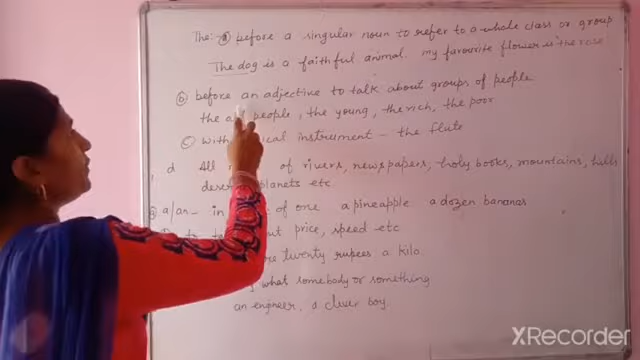 The: (a) before a singular noun to refer to a whole class or group
The dog is a faithful animal. my favourite flower is the rose
(b) before an adjective to talk about groups of people
the people, the young, the rich, the poor
(c) with instrument - the flute
d All of rivers, newspapers, holy books, mountains, hills
planets etc
a/an - in of one a pineapple a dozen bananas
price, speed etc
twenty rupees a kilo
what somebody or something
an engineer, a clever boy
XRecorder